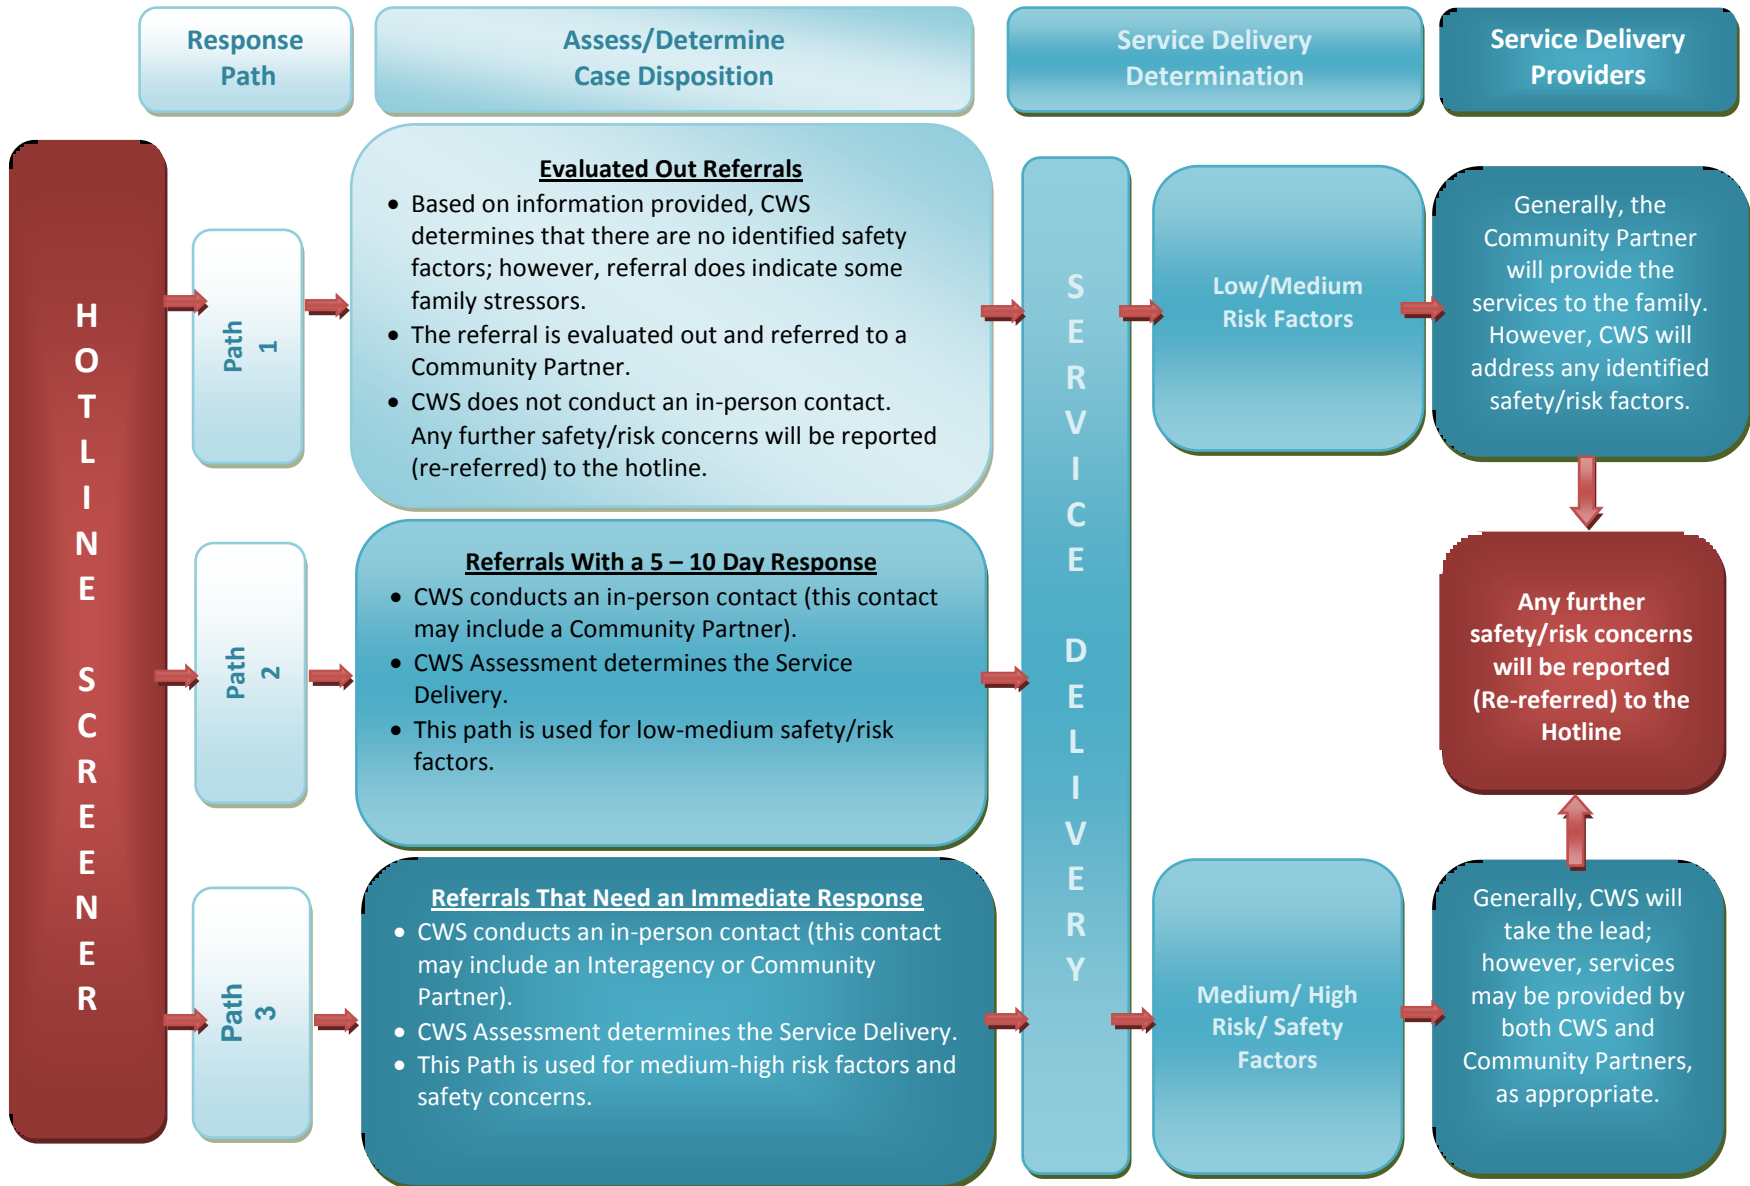 Response
Path
Assess/Determine
Case Disposition
Service Delivery
Determination
Service Delivery
Providers
HOTLINE SCREENER
Path
1
Evaluated Out Referrals
• Based on information provided, CWS
determines that there are no identified safety
factors; however, referral does indicate some
family stressors.
• The referral is evaluated out and referred to a
Community Partner.
• CWS does not conduct an in-person contact.
Any further safety/risk concerns will be reported
(re-referred) to the hotline.
Path
2
Referrals With a 5 – 10 Day Response
• CWS conducts an in-person contact (this contact
may include a Community Partner).
• CWS Assessment determines the Service
Delivery.
• This path is used for low-medium safety/risk
factors.
Path
3
Referrals That Need an Immediate Response
• CWS conducts an in-person contact (this contact
may include an Interagency or Community
Partner).
• CWS Assessment determines the Service Delivery.
• This Path is used for medium-high risk factors and
safety concerns.
SERVICE DELIVERY
Low/Medium
Risk Factors
Generally, the
Community Partner
will provide the
services to the family.
However, CWS will
address any identified
safety/risk factors.
Any further
safety/risk concerns
will be reported
(Re-referred) to the
Hotline
Medium/ High
Risk/ Safety
Factors
Generally, CWS will
take the lead;
however, services
may be provided by
both CWS and
Community Partners,
as appropriate.